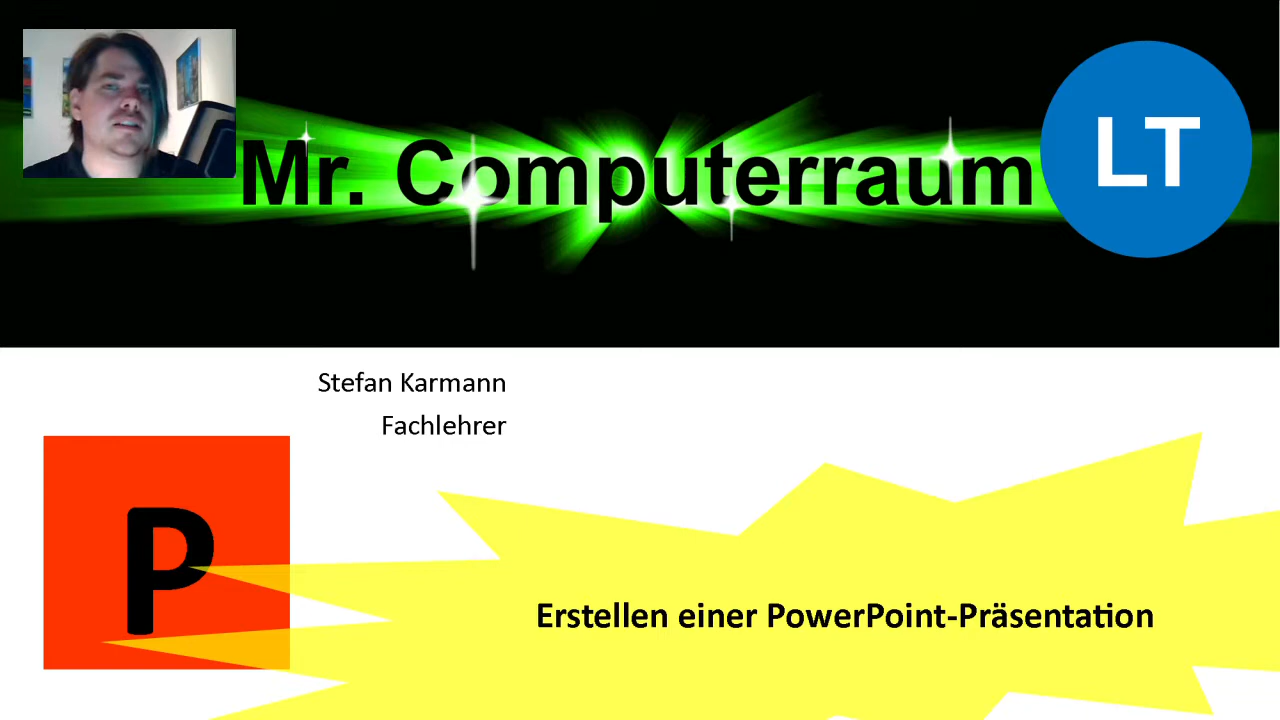 Mr. Computerraum
LT
Stefan Karmann
Fachlehrer
P
Erstellen einer PowerPoint-Präsentation